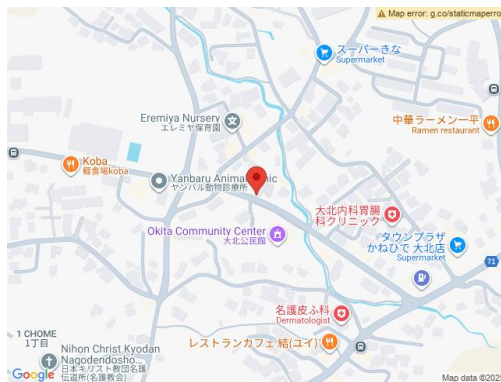 Map error: g.co/staticmaperro
スーパーきな
Supermarket
Eremiya Nursery
エレミヤ保育園
中華ラーメン一平
Ramen restaurant
Koba
軽食場koba
Yanbaru Animal
nic
ヤンバル動物診療所
大北内科胃腸
科クリニック
Okita Community Center
大北公民館
タウンプラザ
かねひで 大北店
Supermarket
71
名護皮ふ科
Dermatologist
1 CHOME
1丁目
レストランカフェ 結(ユイ)
Nihon Christ Kyodan
Nagodendosho...
日本キリスト教団名護
伝道所(名護教会)
Google
Map data ©2025